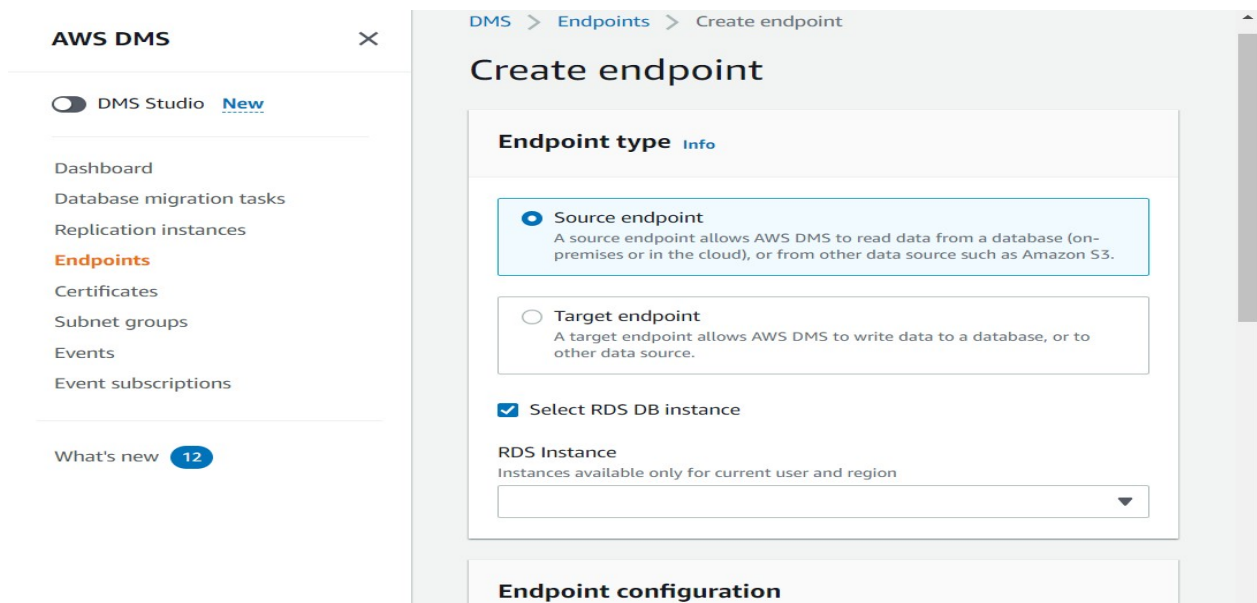 AWS DMS
DMS Studio New
Dashboard
Database migration tasks
Replication instances
Endpoints
Certificates
Subnet groups
Events
Event subscriptions
What's new 12
DMS > Endpoints > Create endpoint
Create endpoint
Endpoint type Info
Source endpoint
A source endpoint allows AWS DMS to read data from a database (on-
premises or in the cloud), or from other data source such as Amazon S3.
Target endpoint
A target endpoint allows AWS DMS to write data to a database, or to
other data source.
Select RDS DB instance
RDS Instance
Instances available only for current user and region
Endpoint configuration